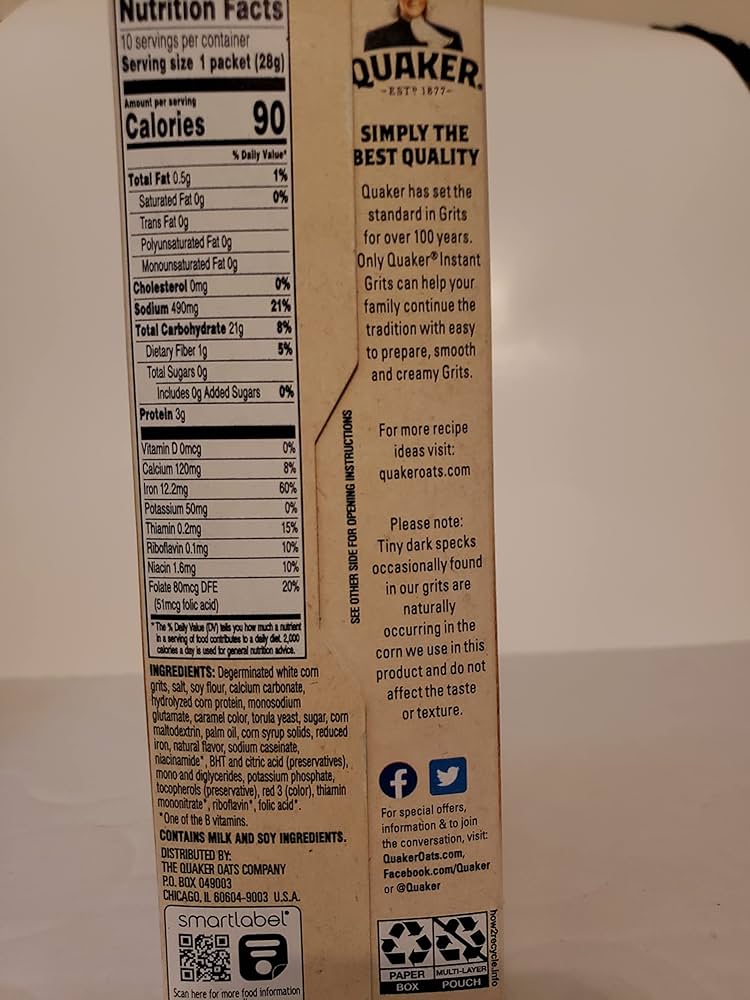 Nutrition Facts
10 servings per container
Serving size 1 packet (28g)
Amount per serving
Calories 90
% Daily Value*
Total Fat 0.5g 1%
Saturated Fat 0g 0%
Trans Fat 0g
Polyunsaturated Fat 0g
Monounsaturated Fat 0g
Cholesterol 0mg 0%
Sodium 490mg 21%
Total Carbohydrate 21g 8%
Dietary Fiber 1g 5%
Total Sugars 0g
Includes 0g Added Sugars 0%
Protein 3g
Vitamin D 0mcg 0%
Calcium 120mg 8%
Iron 12.2mg 60%
Potassium 50mg 0%
Thiamin 0.2mg 15%
Riboflavin 0.1mg 10%
Niacin 1.6mg 10%
Folate 80mcg DFE 20%
(51mcg folic acid)
*The % Daily Value (DV) tells you how much a nutrient
in a serving of food contributes to a daily diet. 2,000
calories a day is used for general nutrition advice.
INGREDIENTS: Degerminated white corn
grits, salt, soy flour, calcium carbonate,
hydrolyzed corn protein, monosodium
glutamate, caramel color, torula yeast, sugar, corn
maltodextrin, palm oil, corn syrup solids, reduced
iron, natural flavor, sodium caseinate,
niacinamide*, BHT and citric acid (preservatives),
mono and diglycerides, potassium phosphate,
tocopherols (preservative), red 3 (color), thiamin
mononitrate*, riboflavin*, folic acid*.
*One of the B vitamins.
CONTAINS MILK AND SOY INGREDIENTS.
DISTRIBUTED BY:
THE QUAKER OATS COMPANY
P.O. BOX 049003
CHICAGO, IL 60604-9003 U.S.A.
smartlabel
Scan here for more food information
SEE OTHER SIDE FOR OPENING INSTRUCTIONS
QUAKER.
-ESTD 1877-
SIMPLY THE
BEST QUALITY
Quaker has set the
standard in Grits
for over 100 years.
Only Quaker® Instant
Grits can help your
family continue the
tradition with easy
to prepare, smooth
and creamy Grits.
For more recipe
ideas visit:
quakeroats.com
Please note:
Tiny dark specks
occasionally found
in our grits are
naturally
occurring in the
corn we use in this
product and do not
affect the taste
or texture.
For special offers,
information & to join
the conversation, visit:
QuakerOats.com,
Facebook.com/Quaker
or @Quaker
PAPER
BOX
MULTI-LAYER
POUCH
how2recycle.info